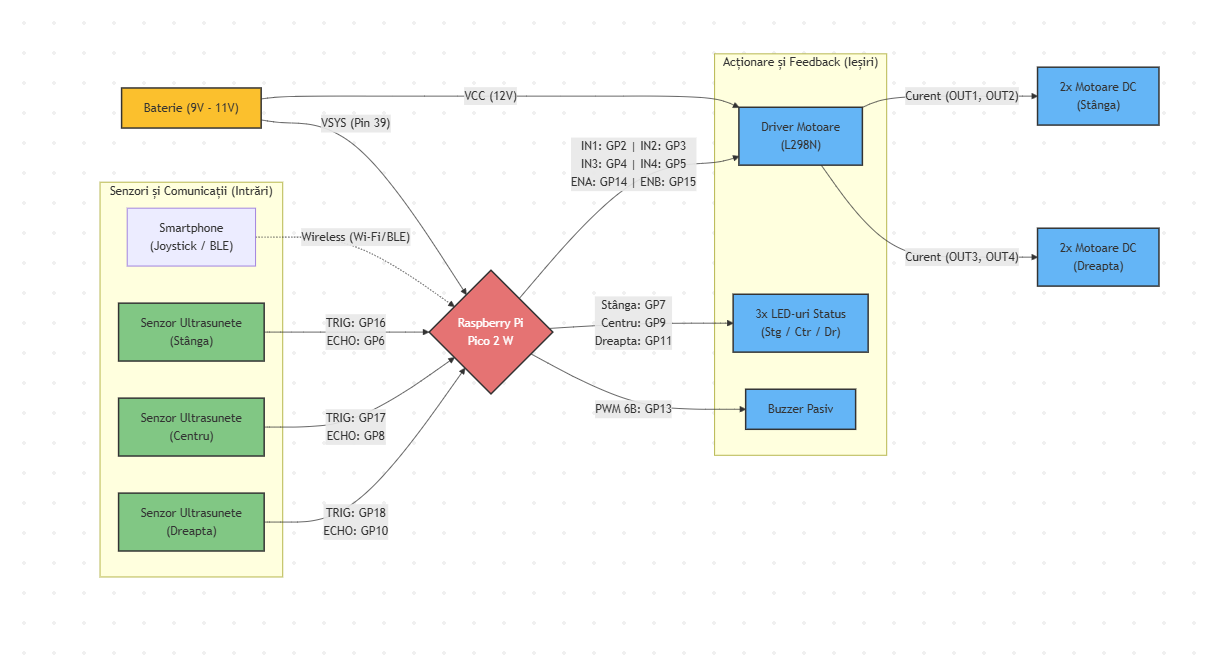 Acționare și Feedback (Ieșiri)
Baterie (9V - 11V)
VCC (12V)
VSYS (Pin 39)
Driver Motoare
(L298N)
Curent (OUT1, OUT2)
2x Motoare DC
(Stânga)
IN1: GP2 | IN2: GP3
IN3: GP4 | IN4: GP5
ENA: GP14 | ENB: GP15
Senzori și Comunicații (Intrări)
Smartphone
(Joystick / BLE)
Wireless (Wi-Fi/BLE)
Curent (OUT3, OUT4)
2x Motoare DC
(Dreapta)
Senzor Ultrasunete
(Stânga)
TRIG: GP16
ECHO: GP6
Raspberry Pi
Pico 2 W
Stânga: GP7
Centru: GP9
Dreapta: GP11
3x LED-uri Status
(Stg / Ctr / Dr)
Senzor Ultrasunete
(Centru)
TRIG: GP17
ECHO: GP8
PWM 6B: GP13
Buzzer Pasiv
Senzor Ultrasunete
(Dreapta)
TRIG: GP18
ECHO: GP10